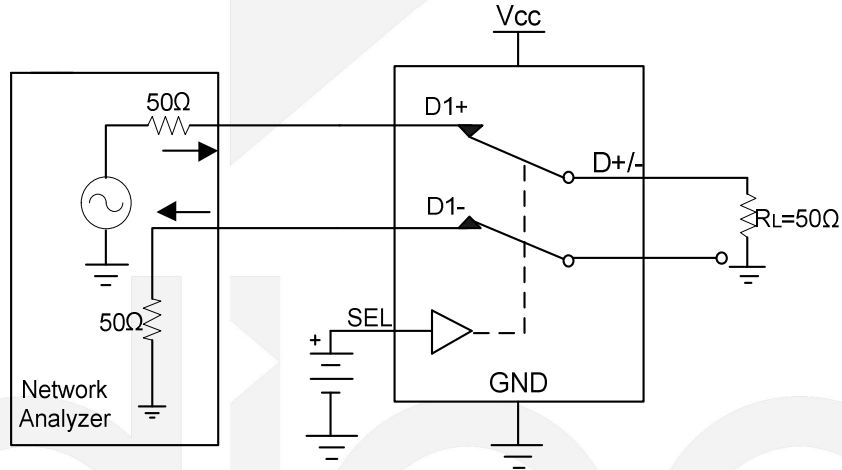 Vcc
50Ω
D1+
D+/-
D1-
RL=50Ω
50Ω
SEL
+
GND
Network
Analyzer